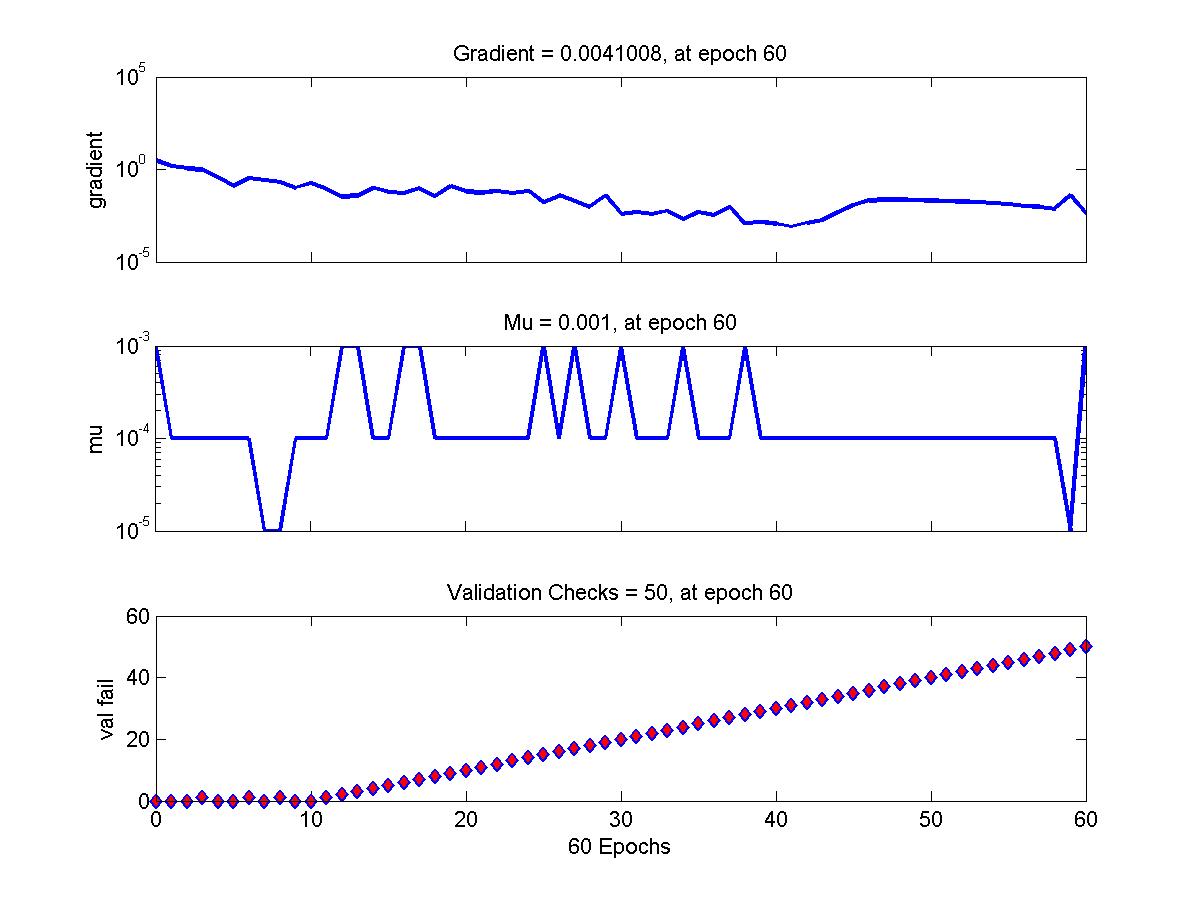 Gradient = 0.0041008, at epoch 60
10^5
10^0
10^-5
gradient
Mu = 0.001, at epoch 60
10^-3
10^-4
10^-5
mu
Validation Checks = 50, at epoch 60
60
40
20
0
val fail
0 10 20 30 40 50 60
60 Epochs